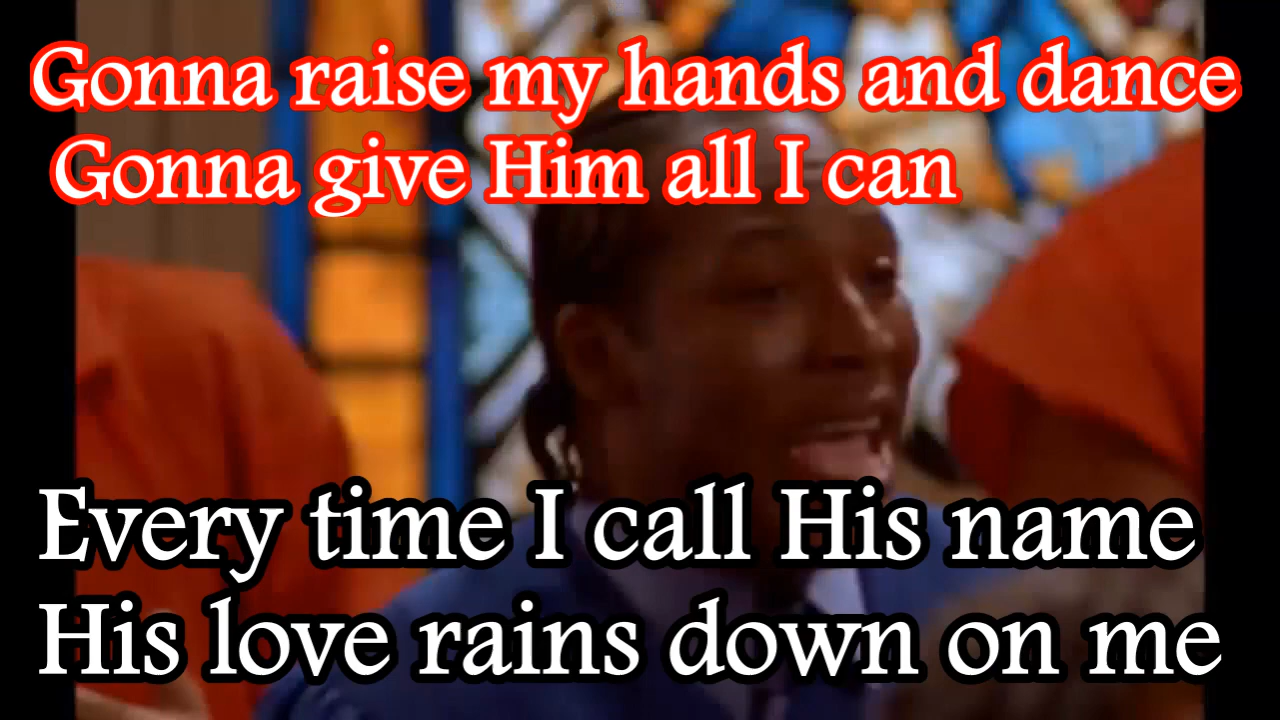 Gonna raise my hands and dance
Gonna give Him all I can
Every time I call His name
His love rains down on me